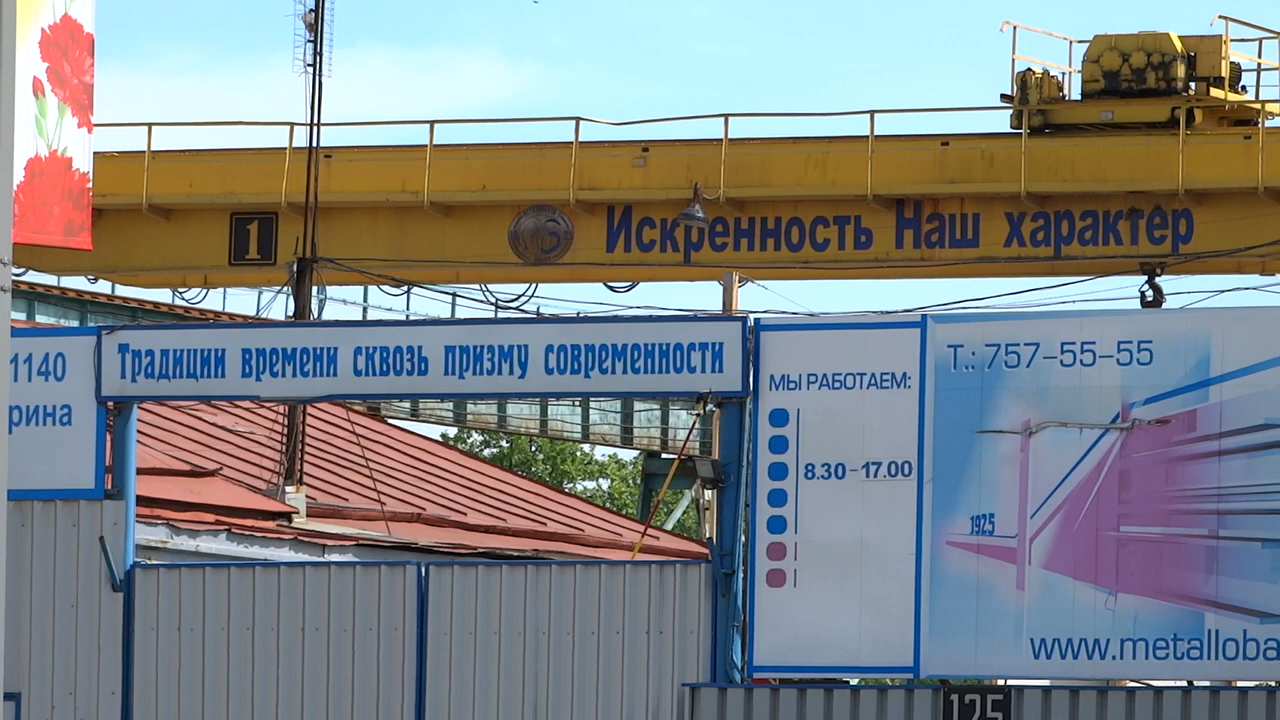 1
Искренность Наш характер
1140
рина
Традиции времени сквозь призму современности
МЫ РАБОТАЕМ:
8.30-17.00
Т.: 757-55-55
1925
www.metalloba
125